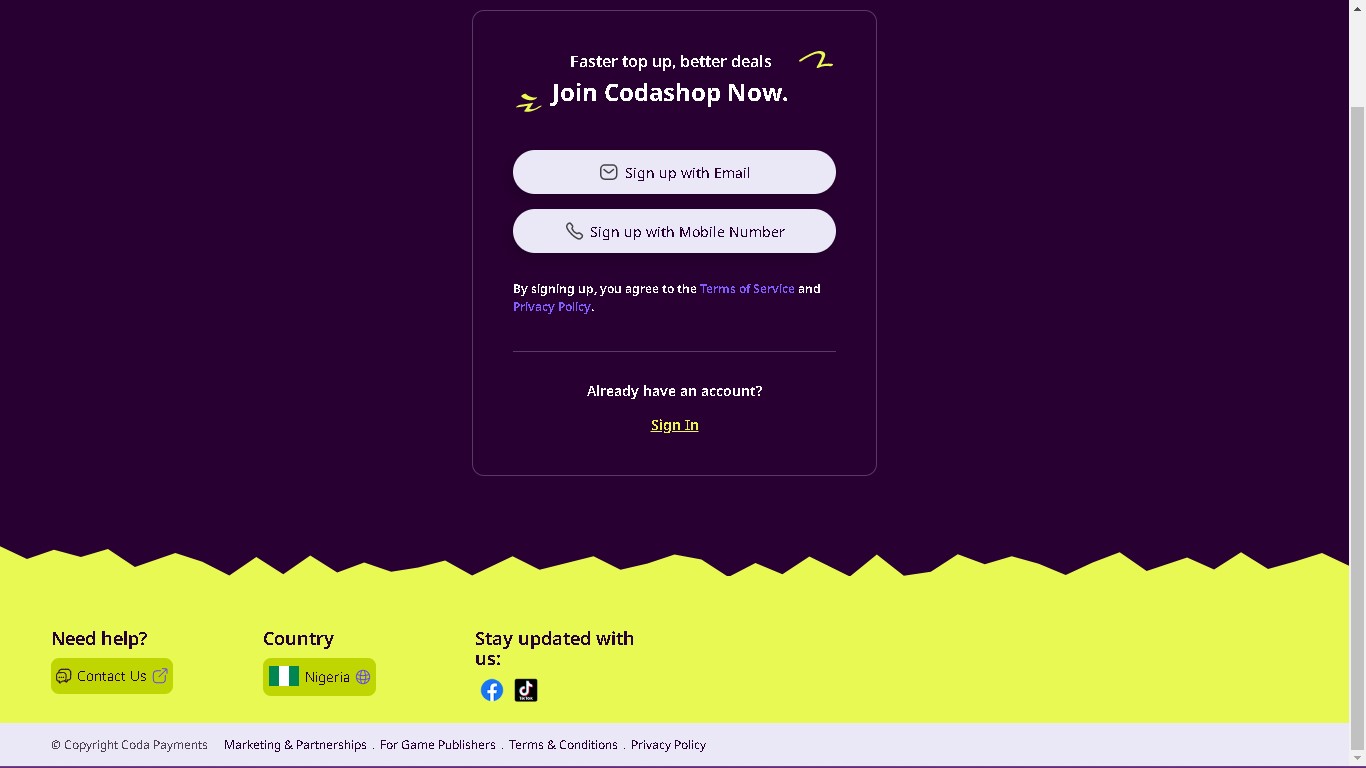 Faster top up, better deals
Join Codashop Now.
Sign up with Email
Sign up with Mobile Number
By signing up, you agree to the Terms of Service and
Privacy Policy.
Already have an account?
Sign In
Need help?
Contact Us
Country
Nigeria
Stay updated with
us:
TikTok
© Copyright Coda Payments
Marketing & Partnerships . For Game Publishers . Terms & Conditions . Privacy Policy